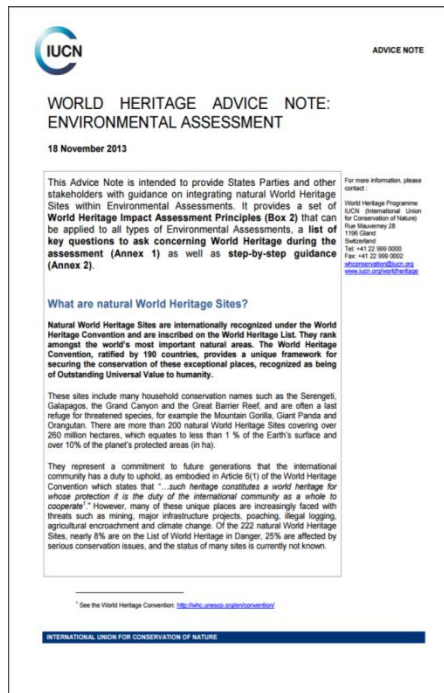 IUCN
ADVICE NOTE
WORLD HERITAGE ADVICE NOTE:
ENVIRONMENTAL ASSESSMENT
18 November 2013
This Advice Note is intended to provide States Parties and other
stakeholders with guidance on integrating natural World Heritage
Sites within Environmental Assessments. It provides a set of
World Heritage Impact Assessment Principles (Box 2) that can
be applied to all types of Environmental Assessments, a list of
key questions to ask concerning World Heritage during the
assessment (Annex 1) as well as step-by-step guidance
(Annex 2).
For more information, please
contact :
World Heritage Programme
IUCN (International Union
for Conservation of Nature)
Rue Mauverney 28
1196 Gland
Switzerland
Tel: +41 22 999 0000
Fax: +41 22 999 0002
whconservation@iucn.org
www.iucn.org/worldheritage
What are natural World Heritage Sites?
Natural World Heritage Sites are internationally recognized under the World
Heritage Convention and are inscribed on the World Heritage List. They rank
amongst the world's most important natural areas. The World Heritage
Convention, ratified by 190 countries, provides a unique framework for
securing the conservation of these exceptional places, recognized as being
of Outstanding Universal Value to humanity.
These sites include many household conservation names such as the Serengeti,
Galapagos, the Grand Canyon and the Great Barrier Reef, and are often a last
refuge for threatened species, for example the Mountain Gorilla, Giant Panda and
Orangutan. There are more than 200 natural World Heritage Sites covering over
260 million hectares, which equates to less than 1 % of the Earth's surface and
over 10% of the planet's protected areas (in ha).
They represent a commitment to future generations that the international
community has a duty to uphold, as embodied in Article 6(1) of the World Heritage
Convention which states that "…such heritage constitutes a world heritage for
whose protection it is the duty of the international community as a whole to
cooperate¹." However, many of these unique places are increasingly faced with
threats such as mining, major infrastructure projects, poaching, illegal logging,
agricultural encroachment and climate change. Of the 222 natural World Heritage
Sites, nearly 8% are on the List of World Heritage in Danger, 25% are affected by
serious conservation issues, and the status of many sites is currently not known.
¹ See the World Heritage Convention: http://whc.unesco.org/en/convention/
INTERNATIONAL UNION FOR CONSERVATION OF NATURE